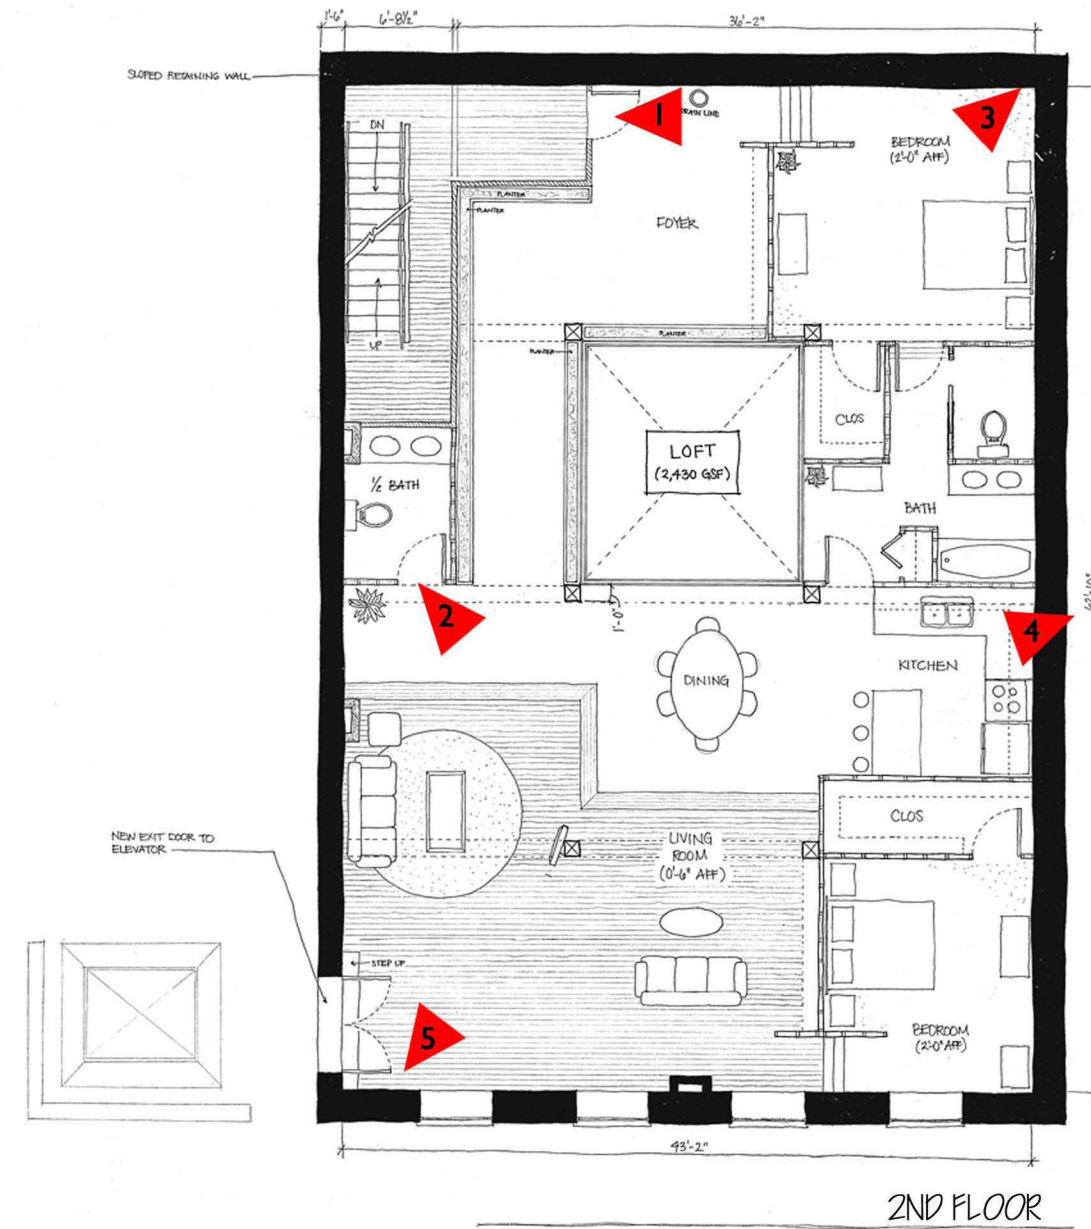 1'-6"
6'-8½"
36'-2"
SLOPED RETAINING WALL
DN
1
DRAIN LINE
3
BEDROOM
(2'-0" AFF)
PLANTER
PLANTER
FOYER
UP
PLANTER
PLANTER
CLOS
LOFT
(2,430 GSF)
½ BATH
BATH
2
1'-0"
4
KITCHEN
DINING
CLOS
NEW EXIT DOOR TO
ELEVATOR
LIVING
ROOM
(0'-6" AFF)
STEP UP
5
BEDROOM
(2'-0" AFF)
43'-2"
2ND FLOOR